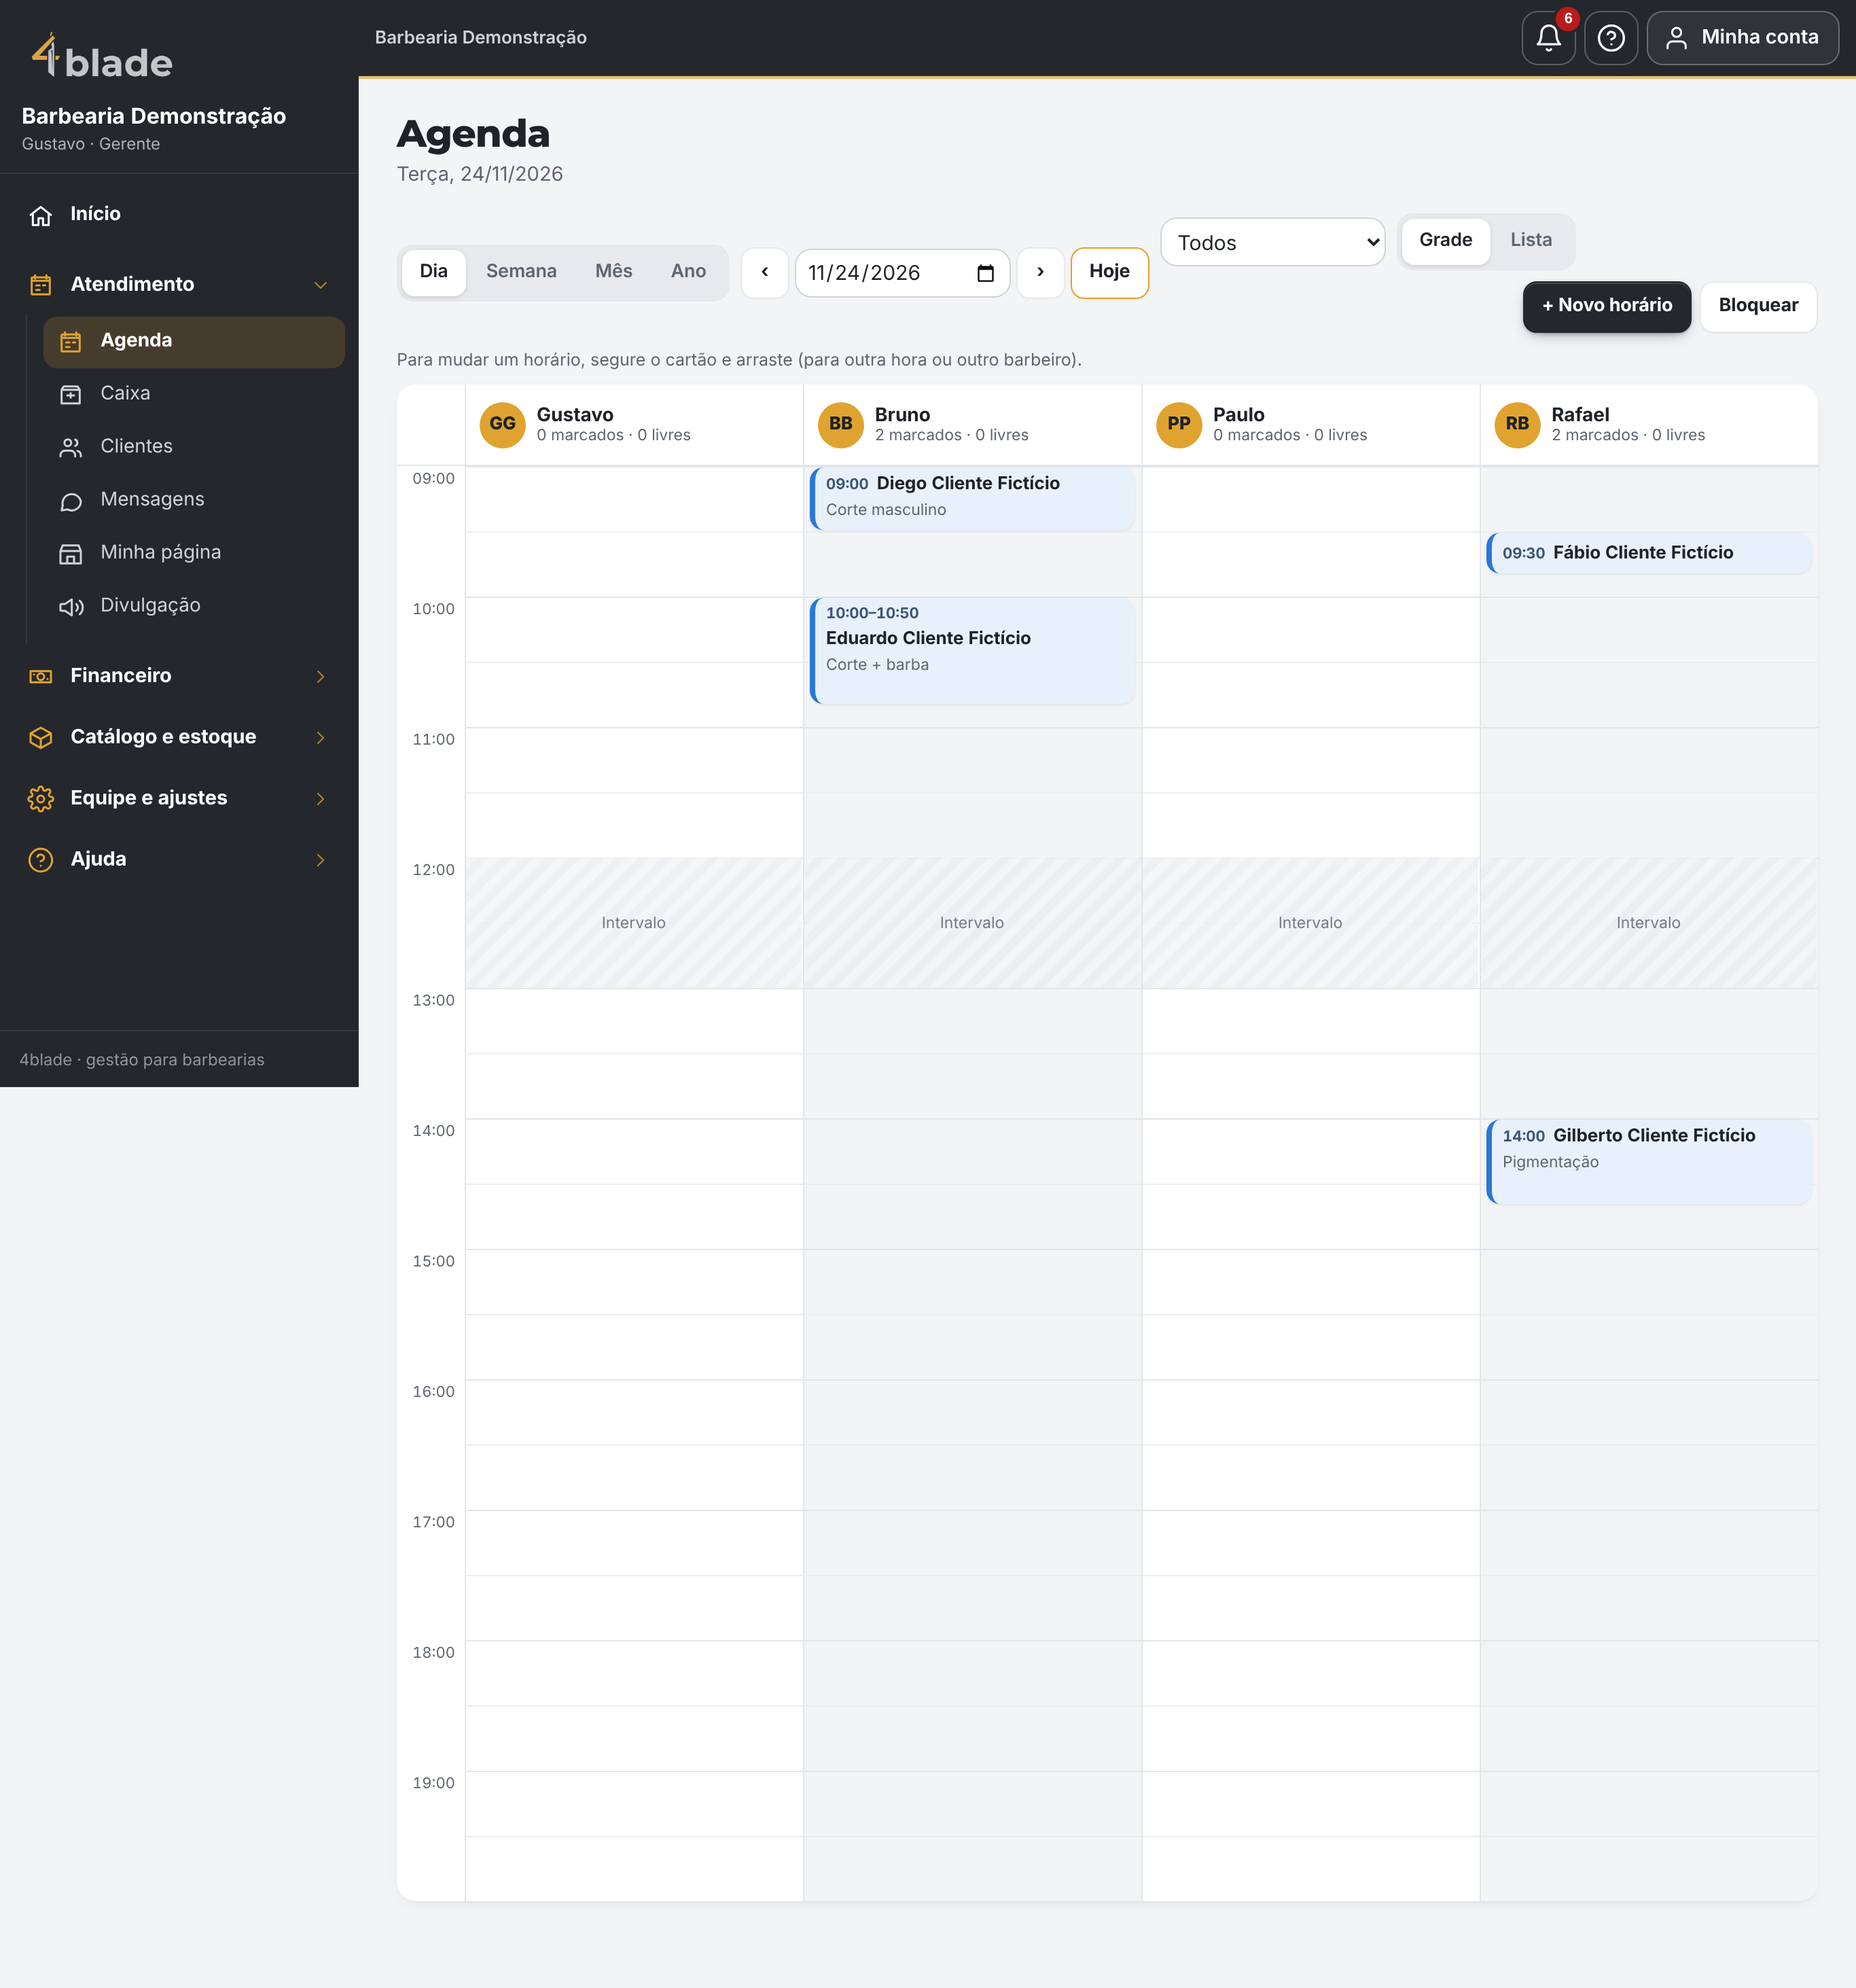 4blade
Barbearia Demonstração
Gustavo · Gerente
Início
Atendimento
Agenda
Caixa
Clientes
Mensagens
Minha página
Divulgação
Financeiro
Catálogo e estoque
Equipe e ajustes
Ajuda
4blade · gestão para barbearias
Barbearia Demonstração
6
Minha conta
Agenda
Terça, 24/11/2026
Dia Semana Mês Ano ‹ 11/24/2026 › Hoje
Todos Grade Lista
+ Novo horário Bloquear
Para mudar um horário, segure o cartão e arraste (para outra hora ou outro barbeiro).
GG Gustavo
0 marcados · 0 livres
BB Bruno
2 marcados · 0 livres
PP Paulo
0 marcados · 0 livres
RB Rafael
2 marcados · 0 livres
09:00
09:00 Diego Cliente Fictício
Corte masculino
09:30 Fábio Cliente Fictício
10:00
10:00–10:50
Eduardo Cliente Fictício
Corte + barba
11:00
12:00
Intervalo Intervalo Intervalo Intervalo
13:00
14:00
14:00 Gilberto Cliente Fictício
Pigmentação
15:00
16:00
17:00
18:00
19:00